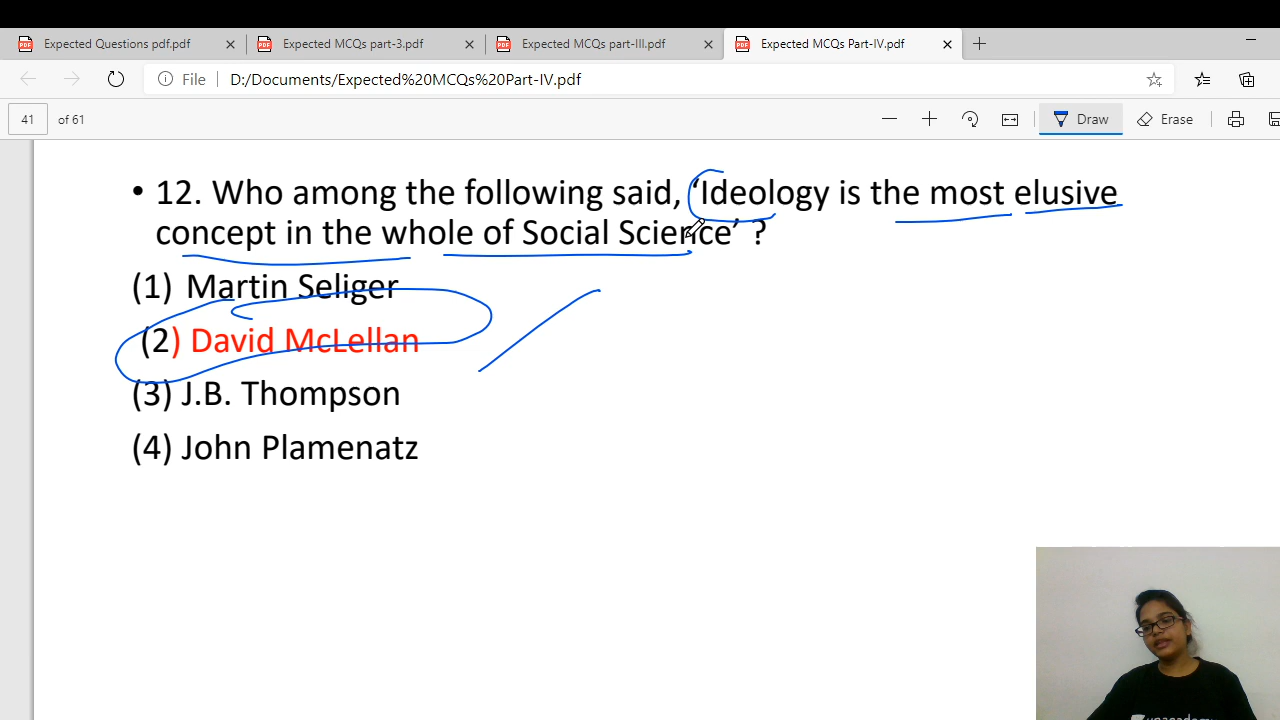 Expected Questions pdf.pdf
Expected MCQs part-3.pdf
Expected MCQs part-III.pdf
Expected MCQs Part-IV.pdf
File D:/Documents/Expected%20MCQs%20Part-IV.pdf
41 of 61 Draw Erase
• 12. Who among the following said, ‘Ideology is the most elusive
concept in the whole of Social Science’ ?
(1) Martin Seliger
(2) David McLellan
(3) J.B. Thompson
(4) John Plamenatz